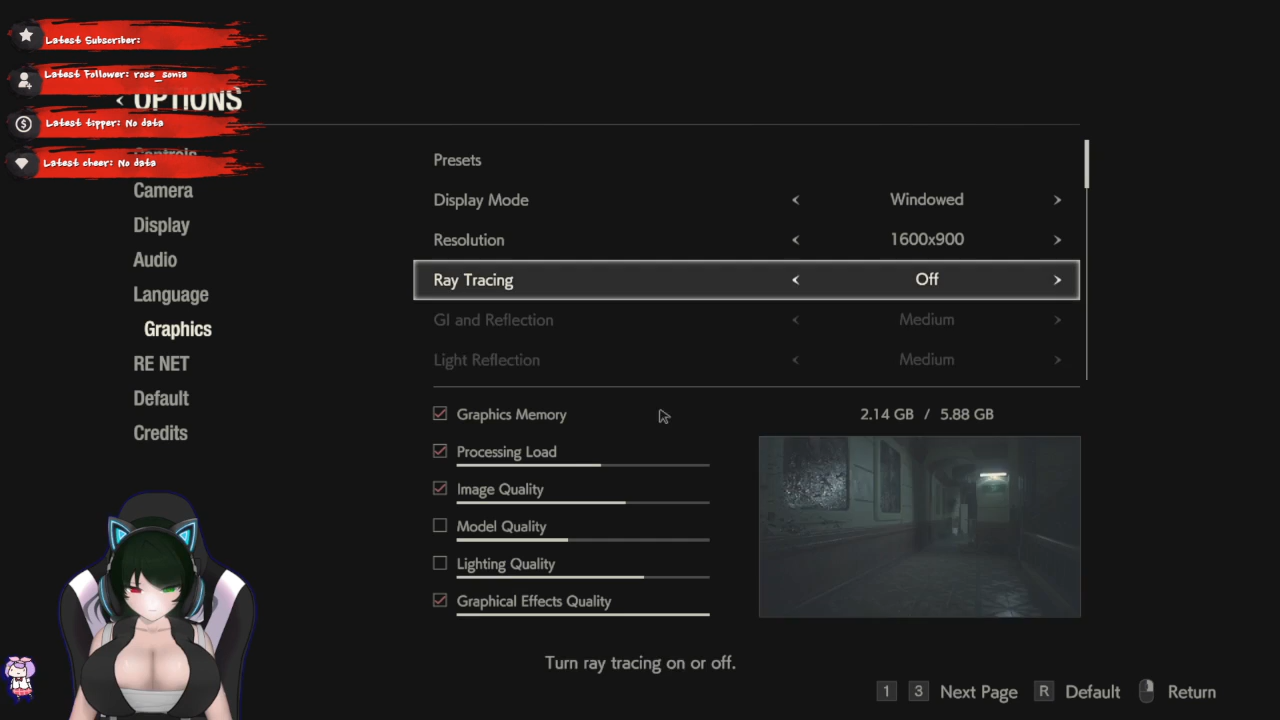 Latest Subscriber:
Latest Follower: rose_sonia
< OPTIONS
Latest tipper: No data
Controls
Latest cheer: No data
Camera
Display
Audio
Language
Graphics
RE NET
Default
Credits
Presets
Display Mode < Windowed >
Resolution < 1600x900 >
Ray Tracing < Off >
GI and Reflection < Medium >
Light Reflection < Medium >
Graphics Memory 2.14 GB / 5.88 GB
Processing Load
Image Quality
Model Quality
Lighting Quality
Graphical Effects Quality
Turn ray tracing on or off.
1 3 Next Page R Default Return